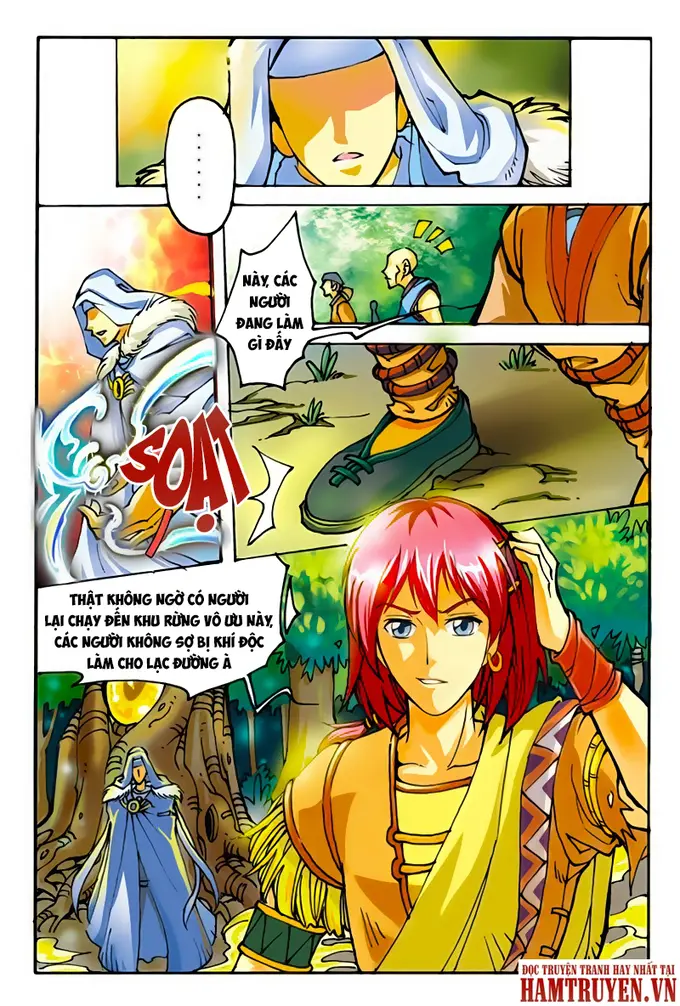 ......
NÀY, CÁC
NGƯƠI
ĐANG LÀM
GÌ ĐẤY
SOẠT
THẬT KHÔNG NGỜ CÓ NGƯỜI
LẠI CHẠY ĐẾN KHU RỪNG VÔ ƯU NÀY,
CÁC NGƯƠI KHÔNG SỢ BỊ KHÍ ĐỘC
LÀM CHO LẠC ĐƯỜNG À
ĐỌC TRUYỆN TRANH HAY NHẤT TẠI
HAMTRUYEN.VN